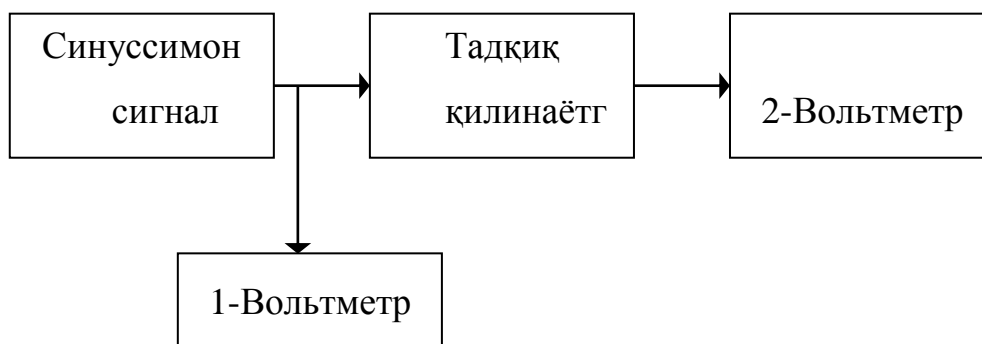 Синуссимон
сигнал
Тадқиқ
қилинаётг
2-Вольтметр
1-Вольтметр